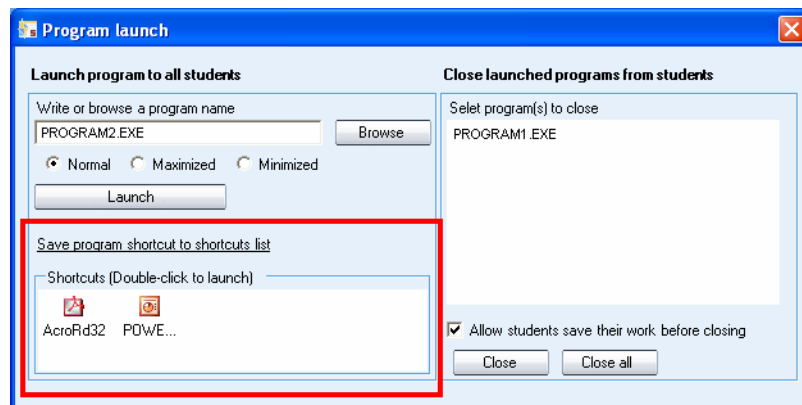 Program launch
Launch program to all students
Write or browse a program name
PROGRAM2.EXE
Browse
Normal Maximized Minimized
Launch
Save program shortcut to shortcuts list
Shortcuts (Double-click to launch)
AcroRd32 POWE...
Close launched programs from students
Selet program(s) to close
PROGRAM1.EXE
Allow students save their work before closing
Close Close all